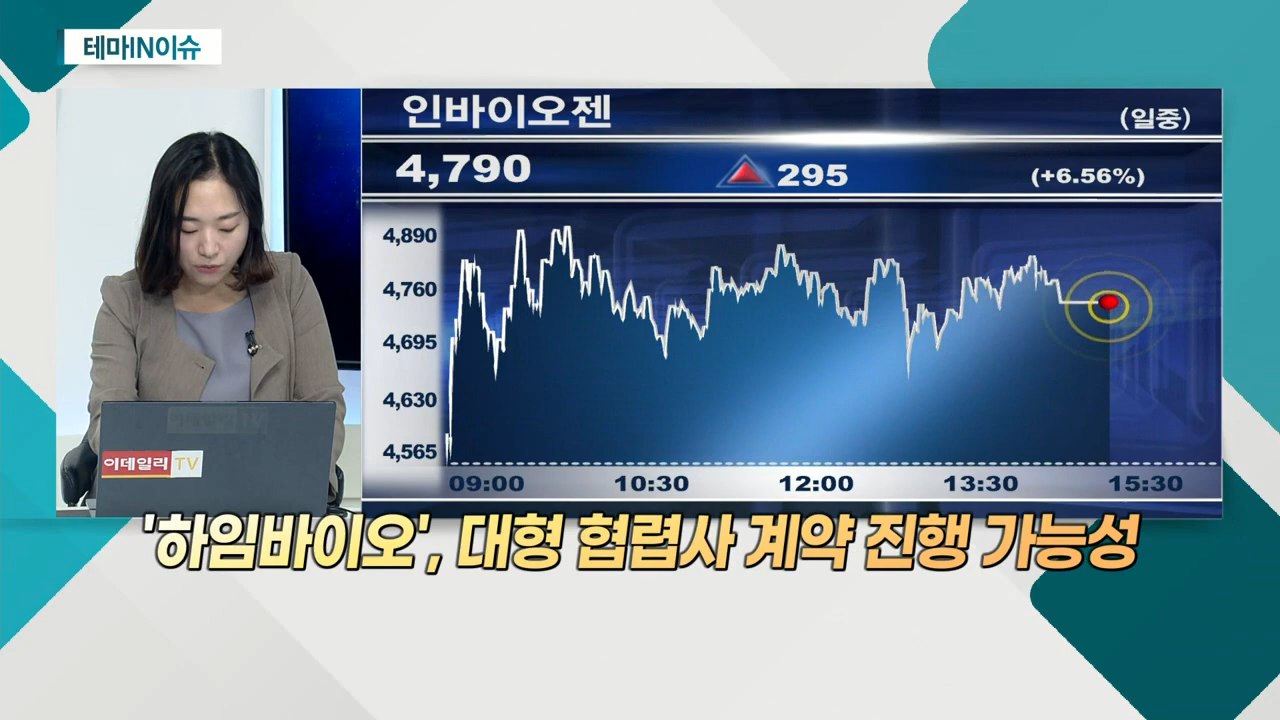 테마IN이슈
인바이오젠
(일중)
4,790
295
(+6.56%)
4,890
4,760
4,695
4,630
4,565
09:00
10:30
12:00
13:30
15:30
이데일리 TV
'하임바이오', 대형 협렵사 계약 진행 가능성